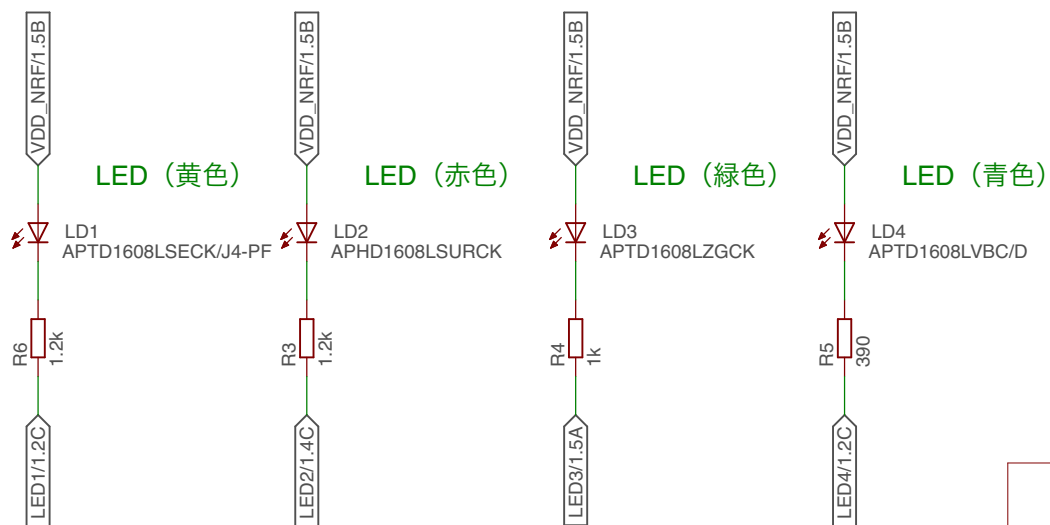 VDD_NRF/1.5B
VDD_NRF/1.5B
VDD_NRF/1.5B
VDD_NRF/1.5B
LED（黄色）
LED（赤色）
LED（緑色）
LED（青色）
LD1
APTD1608LSECK/J4-PF
LD2
APHD1608LSURCK
LD3
APTD1608LZGCK
LD4
APTD1608LVBC/D
R6
1.2k
R3
1.2k
R4
1k
R5
390
LED1/1.2C
LED2/1.4C
LED3/1.5A
LED4/1.2C